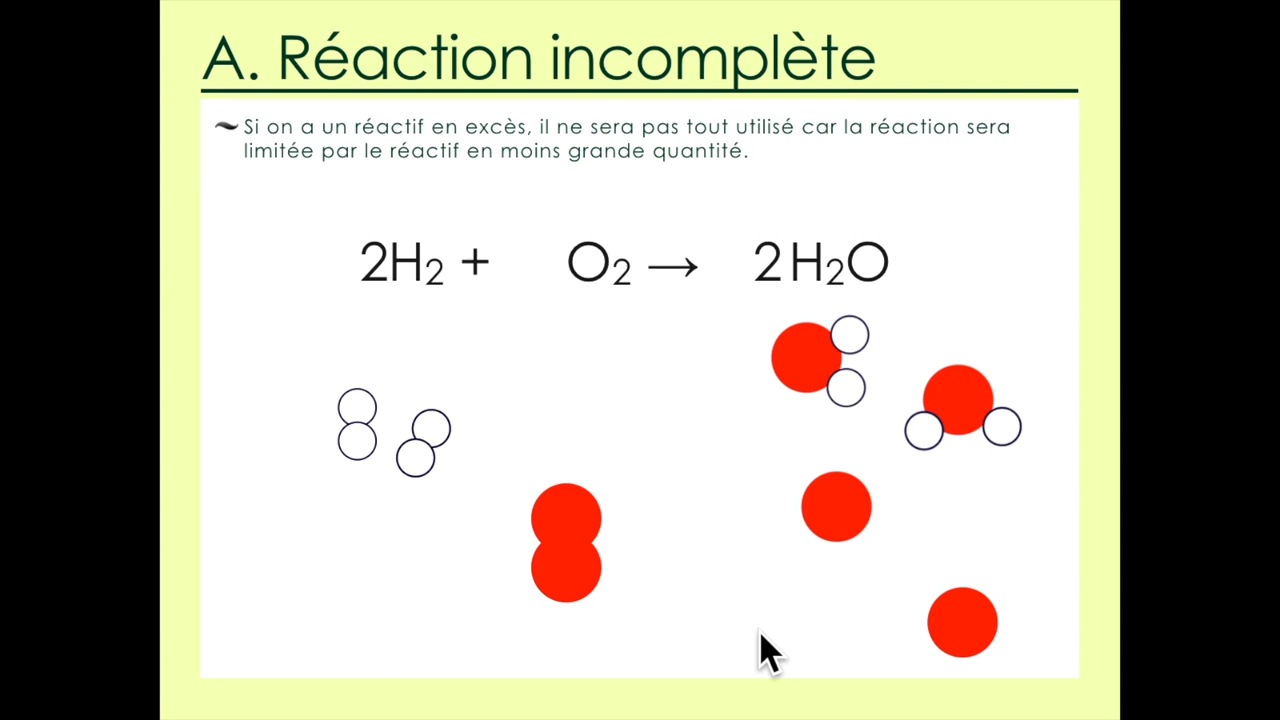 A. Réaction incomplète
Si on a un réactif en excès, il ne sera pas tout utilisé car la réaction sera
limitée par le réactif en moins grande quantité.
2H₂ + O₂ → 2H₂O